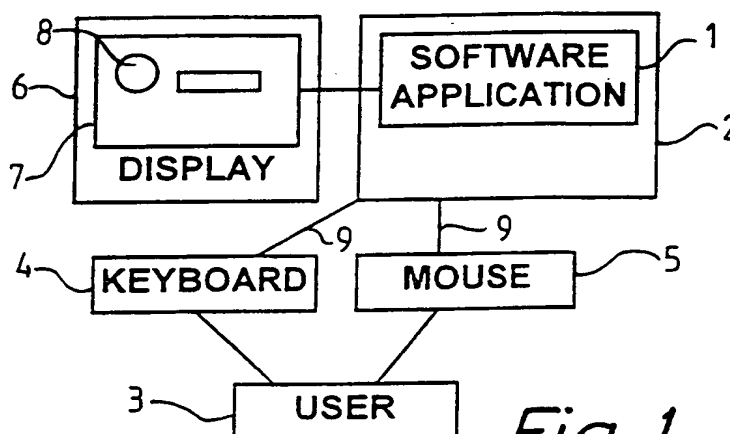 8
6
7
DISPLAY
SOFTWARE
APPLICATION
1
2
9
9
4
KEYBOARD
MOUSE
5
3
USER
Fig. 1